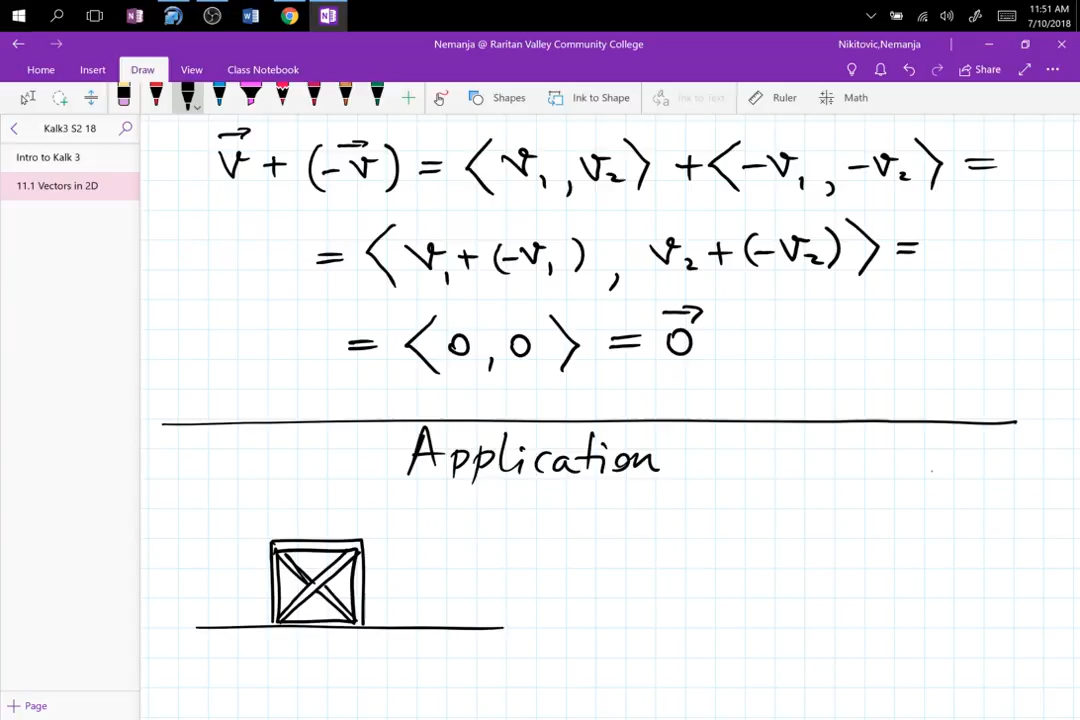 11:51 AM
7/10/2018
Nemanja @ Raritan Valley Community College
Nikitovic,Nemanja
Home Insert Draw View Class Notebook
Share
Shapes Ink to Shape Ink to Text Ruler Math
Kalk3 S2 18
Intro to Kalk 3
11.1 Vectors in 2D
v⃗ + (-v⃗) = ⟨v₁, v₂⟩ + ⟨-v₁, -v₂⟩ =
= ⟨v₁ + (-v₁), v₂ + (-v₂)⟩ =
= ⟨0, 0⟩ = 0⃗
Application
+ Page